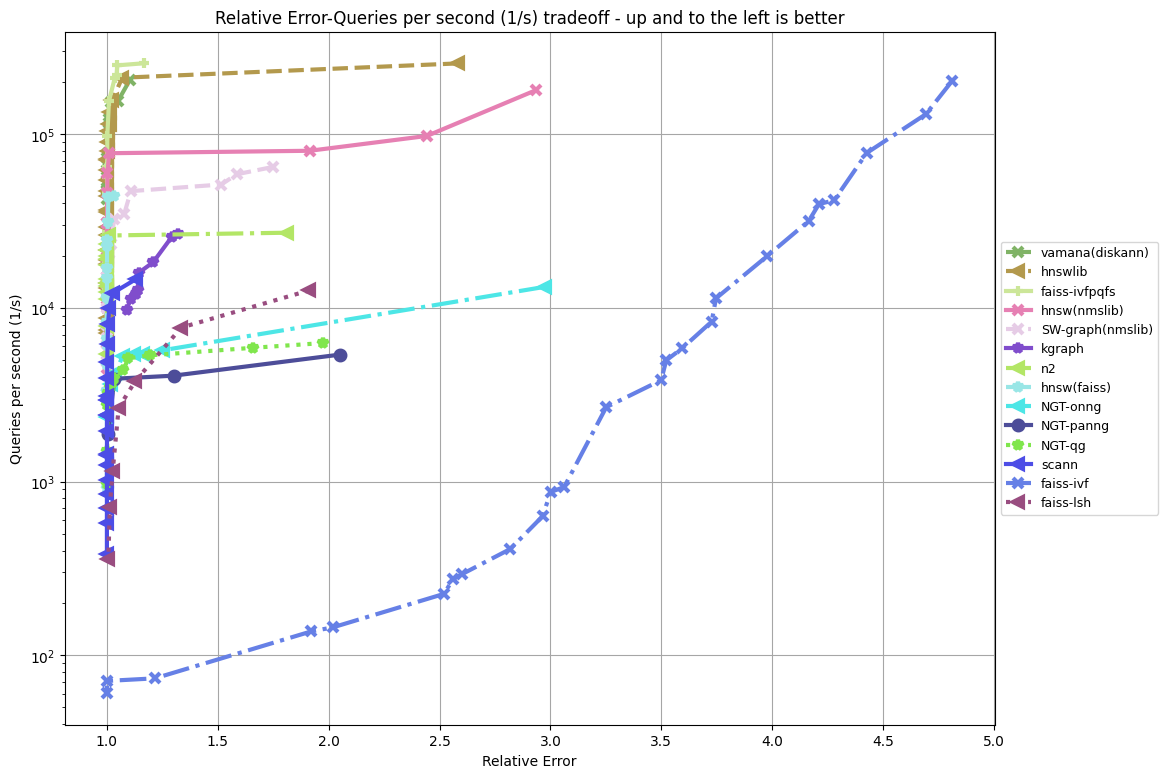 Relative Error-Queries per second (1/s) tradeoff - up and to the left is better
Queries per second (1/s)
10^5
10^4
10^3
10^2
1.0 1.5 2.0 2.5 3.0 3.5 4.0 4.5 5.0
Relative Error
vamana(diskann)
hnswlib
faiss-ivfpqfs
hnsw(nmslib)
SW-graph(nmslib)
kgraph
n2
hnsw(faiss)
NGT-onng
NGT-panng
NGT-qg
scann
faiss-ivf
faiss-lsh